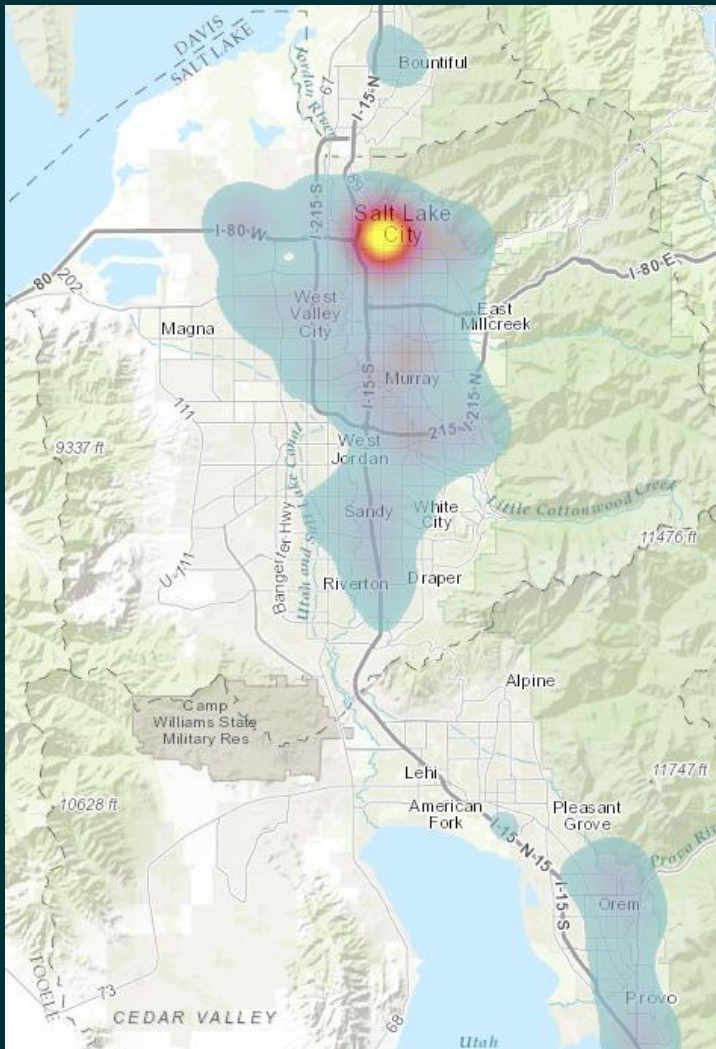 DAVIS
SALT LAKE
Jordan River
67
I-15-N
Bountiful
89
I-215-S
Salt Lake
City
I-80-W
80
202
I-80-E
West
Valley
City
East
Millcreek
Magna
I-15-S
Murray
111
215
I-215-N
9337 ft
West
Jordan
Utah and Salt Lake Canal
Bangerter Hwy
Sandy
White
City
Little Cottonwood Creek
11476 ft
U-111
Riverton
Draper
Alpine
Camp
Williams State
Military Res
Lehi
11747 ft
10628 ft
American
Fork
Pleasant
Grove
I-15-N-15
I-15-S
Orem
TOOELE
73
Provo
CEDAR VALLEY
68
Utah